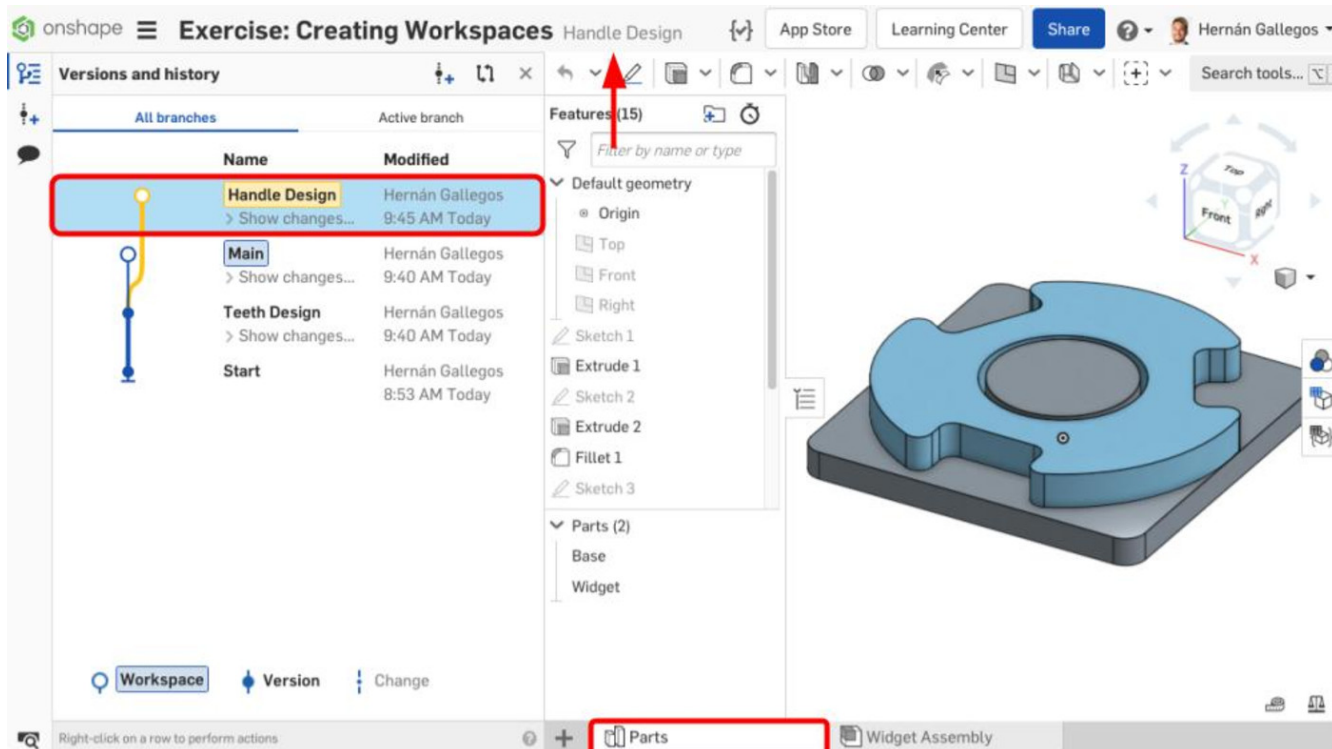 onshape Exercise: Creating Workspaces Handle Design App Store Learning Center Share Hernán Gallegos
Versions and history
Search tools...
All branches Active branch
Name Modified
Handle Design Hernán Gallegos
> Show changes... 9:45 AM Today
Main Hernán Gallegos
> Show changes... 9:40 AM Today
Teeth Design Hernán Gallegos
> Show changes... 9:40 AM Today
Start Hernán Gallegos
8:53 AM Today
Workspace Version Change
Right-click on a row to perform actions
Features (15)
Filter by name or type
Default geometry
Origin
Top
Front
Right
Sketch 1
Extrude 1
Sketch 2
Extrude 2
Fillet 1
Sketch 3
Parts (2)
Base
Widget
Z
Top
Front
Right
Y
X
Parts
Widget Assembly